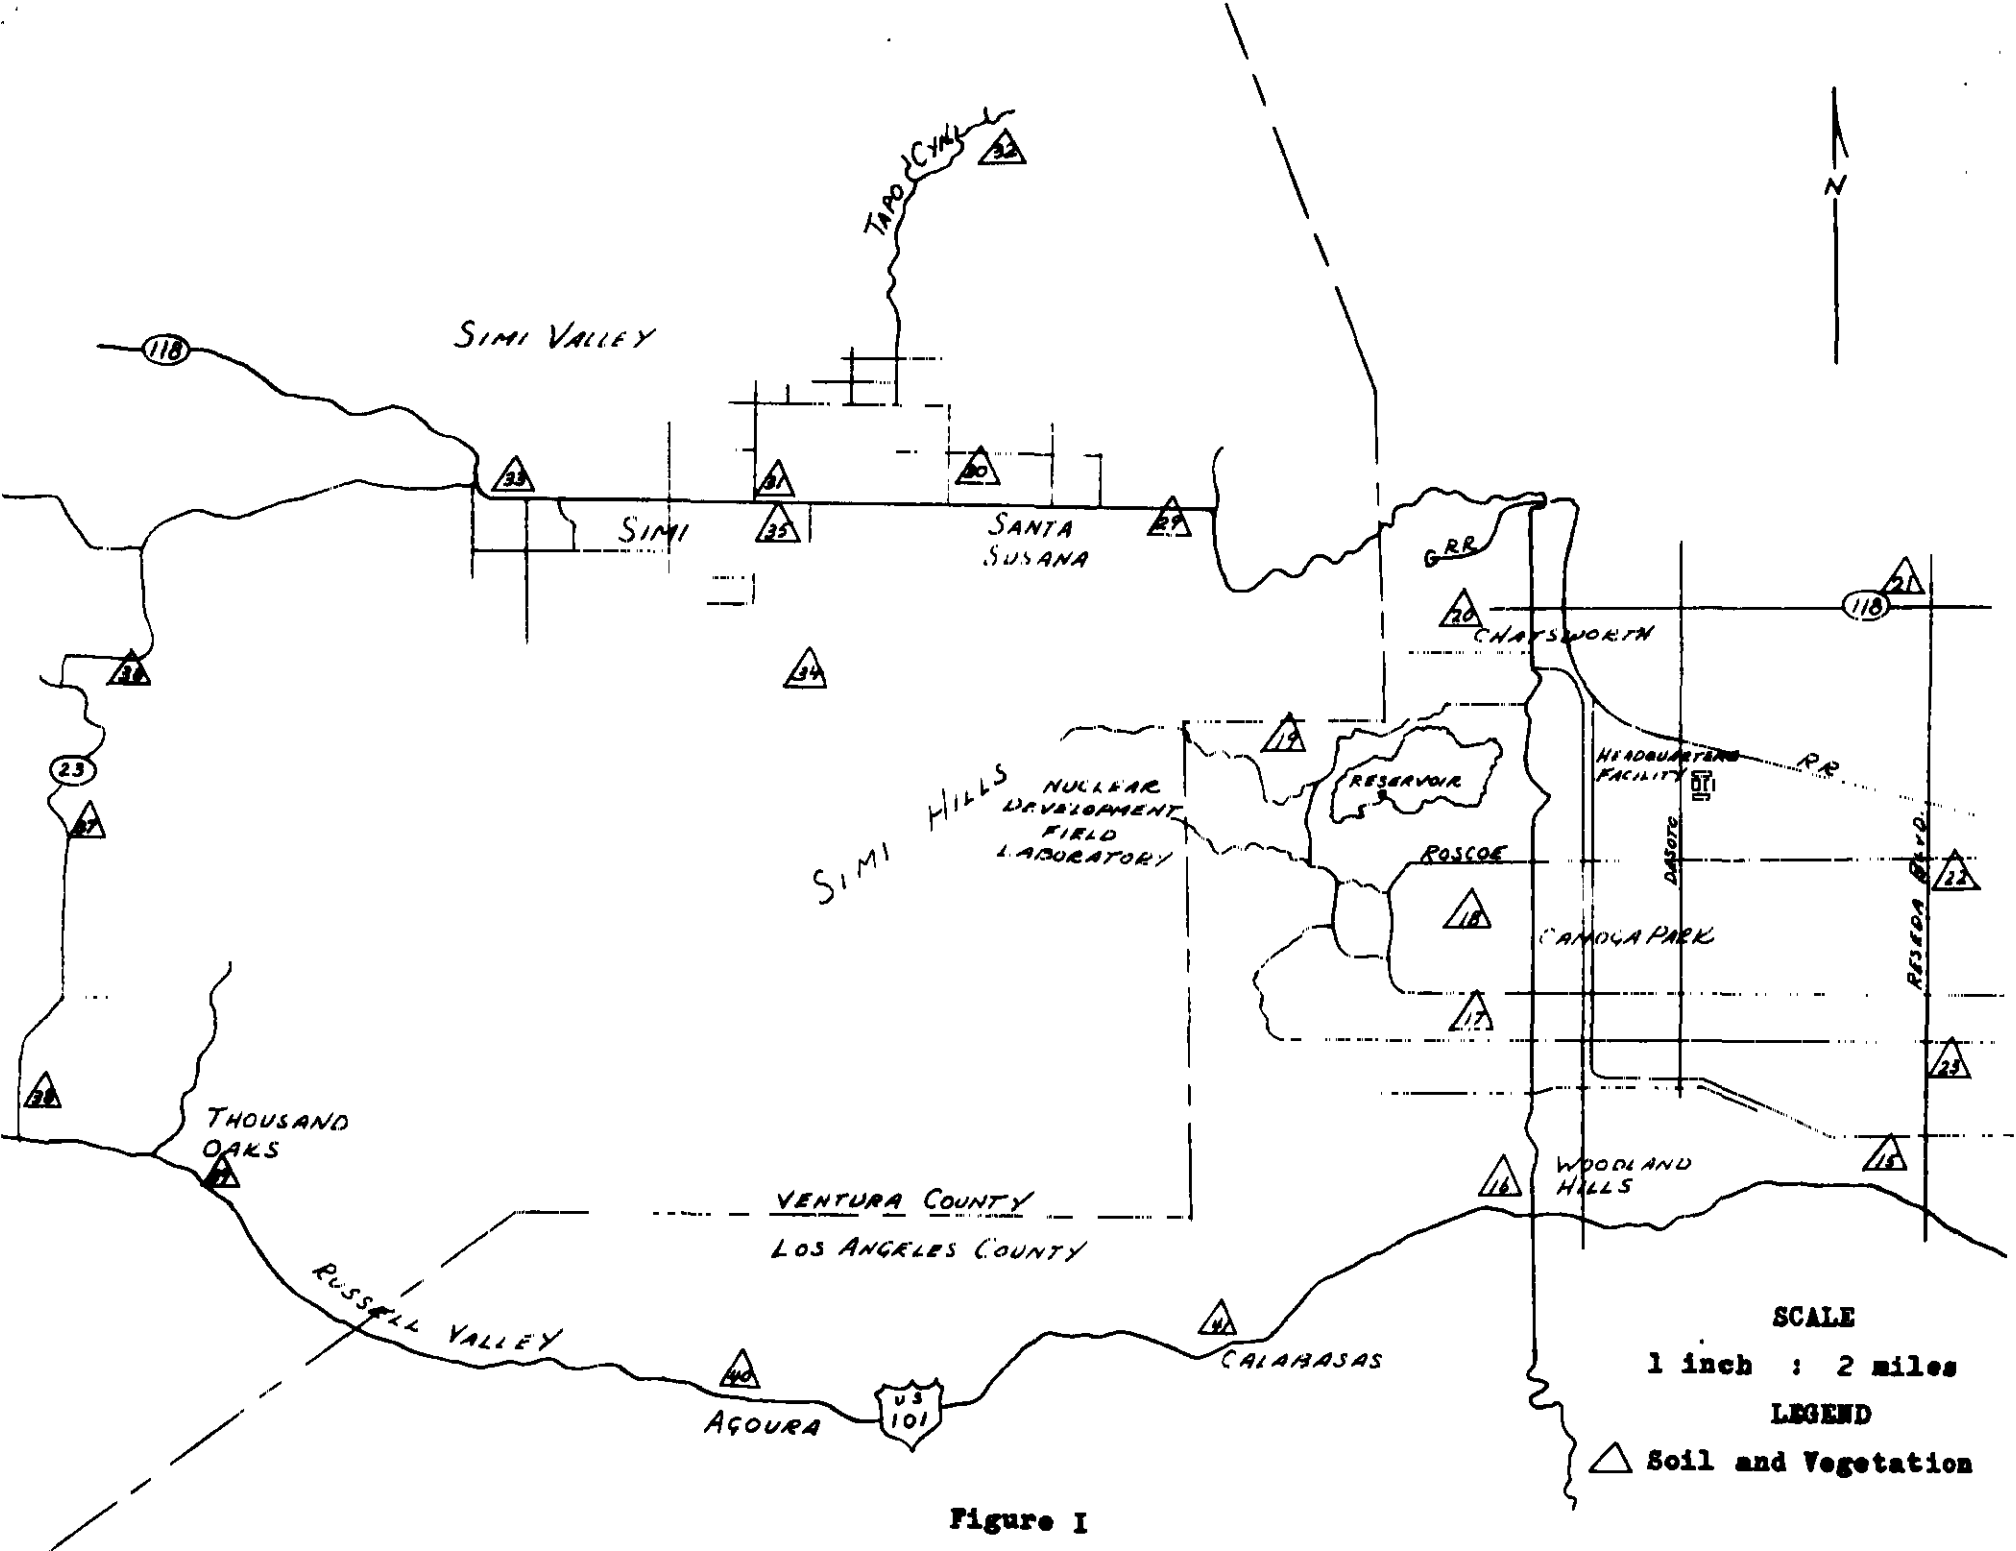 TAPO CYN.
32
N
118
SIMI VALLEY
33
31
30
SIMI
35
SANTA
SUSANA
29
RR
21
118
20
CHATSWORTH
36
34
19
23
HEADQUARTERS
FACILITY
RR
RESERVOIR
SIMI HILLS
NUCLEAR
DEVELOPMENT
FIELD
LABORATORY
37
ROSCOE
DESOTO
RESEDA BLVD.
22
18
CANOGA PARK
17
23
38
THOUSAND
OAKS
39
15
16
WOODLAND
HILLS
VENTURA COUNTY
LOS ANGELES COUNTY
RUSSELL VALLEY
41
CALABASAS
40
AGOURA
US
101
SCALE
1 inch : 2 miles
LEGEND
Soil and Vegetation
Figure I